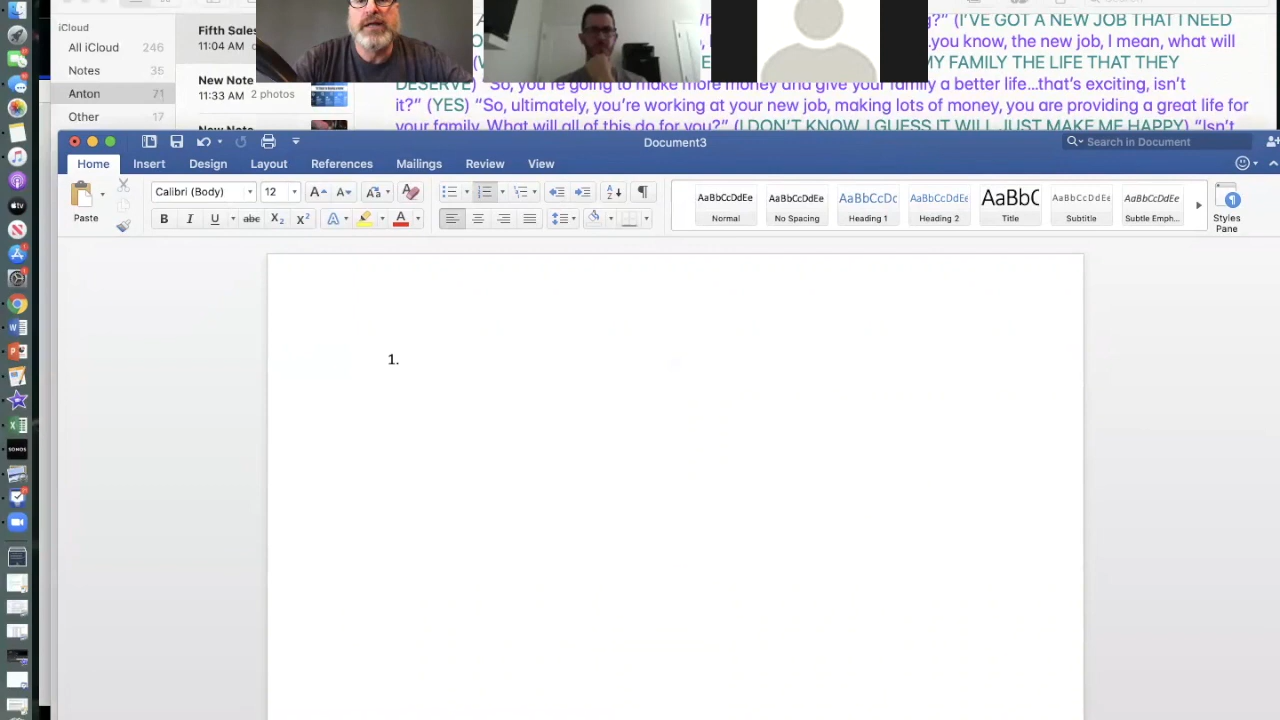 iCloud
All iCloud 246
Notes 35
Anton 71
Other 17
Fifth Sales
11:04 AM
New Note
11:33 AM 2 photos
New Note
Search
?” (I’VE GOT A NEW JOB THAT I NEED
you know, the new job, I mean, what will
MY FAMILY THE LIFE THAT THEY
DESERVE) “So, you’re going to make more money and give your family a better life…that’s exciting, isn’t
it?” (YES) “So, ultimately, you’re working at your new job, making lots of money, you are providing a great life for
your family. What will all of this do for you?” (I DON’T KNOW, I GUESS IT WILL JUST MAKE ME HAPPY) “Isn’t
Document3
Search in Document
Home Insert Design Layout References Mailings Review View
Paste
Calibri (Body) 12
AaBbCcDdEe AaBbCcDdEe AaBbCcDc AaBbCcDdEe AaBbC AaBbCcDdEe AaBbCcDdEe
Normal No Spacing Heading 1 Heading 2 Title Subtitle Subtle Emph...
Styles
Pane
1.
SONOS